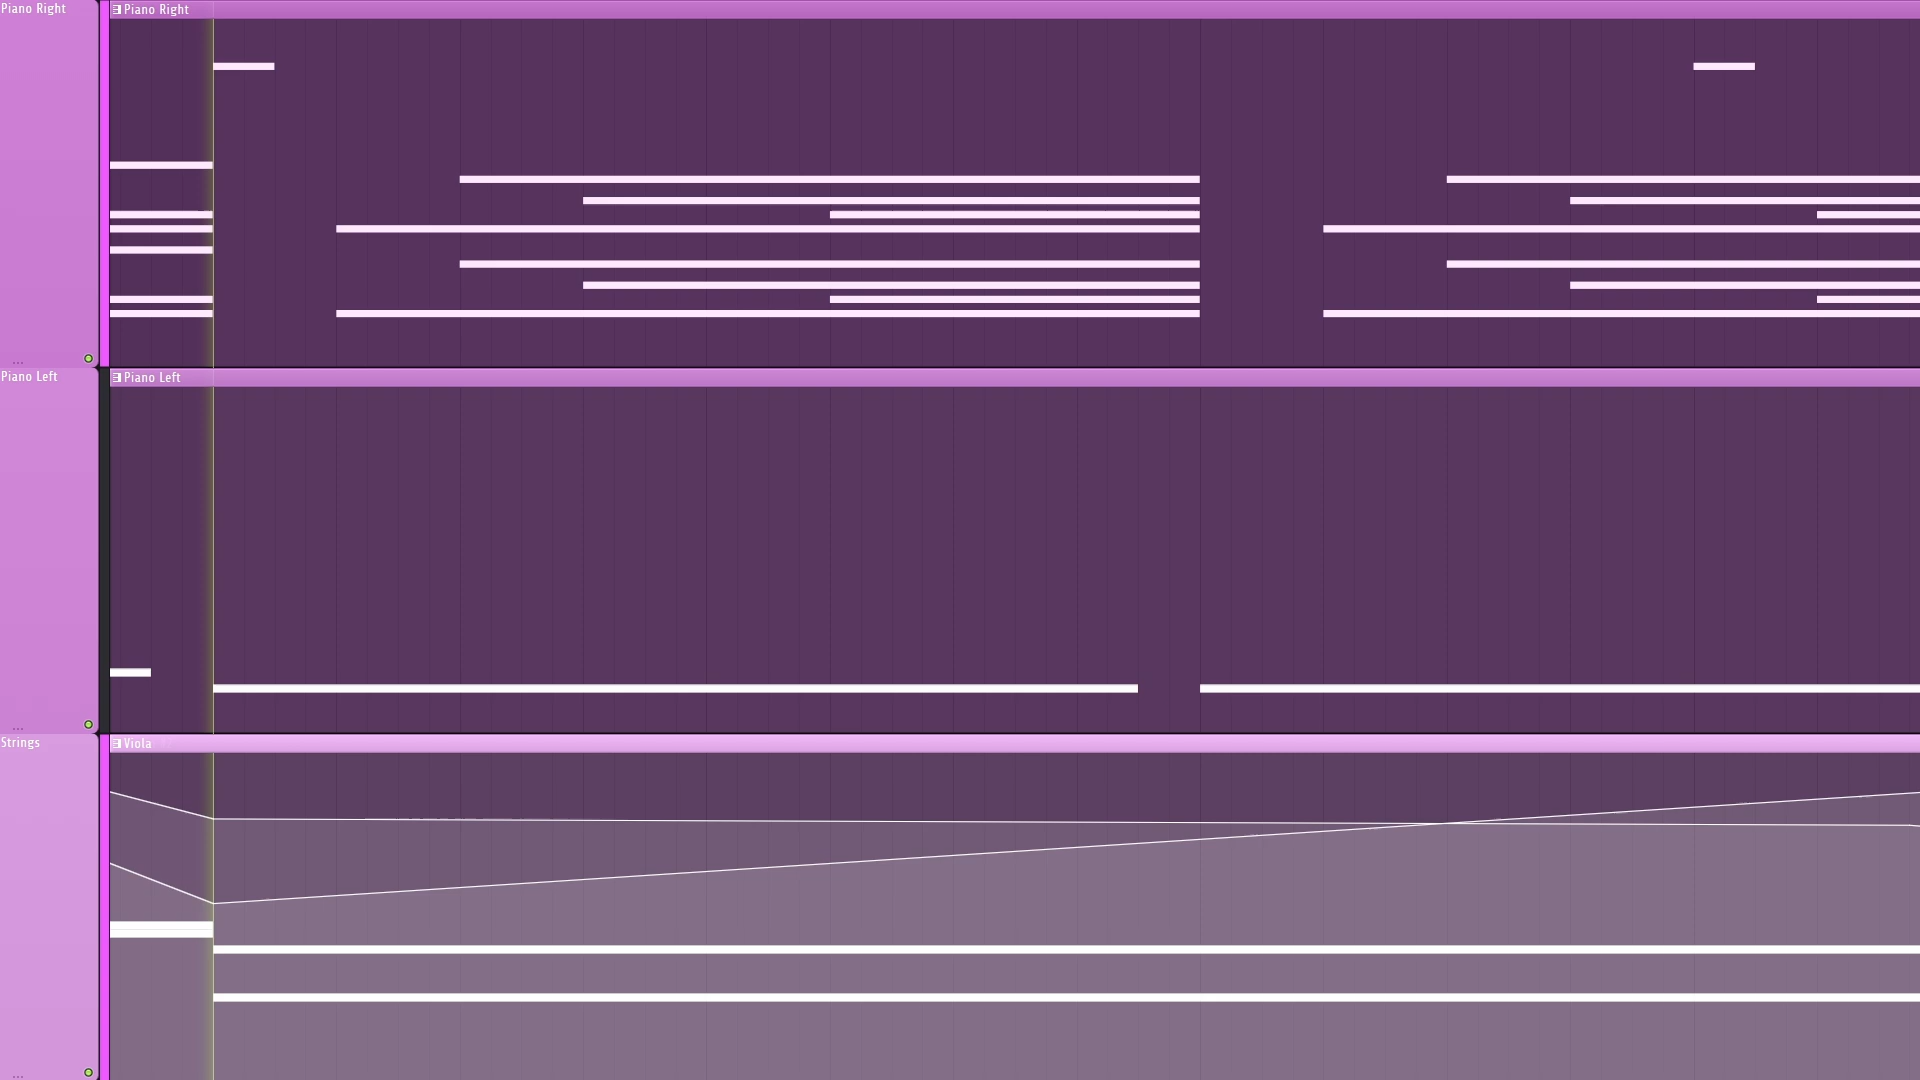 Piano Right
Piano Right
...
Piano Left
Piano Left
...
Strings
Viola
...